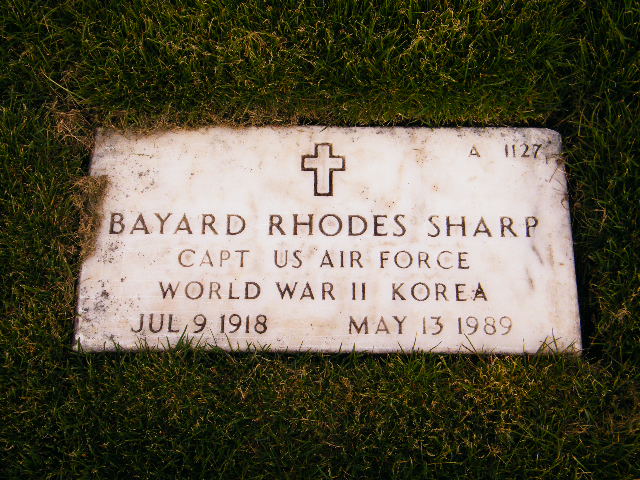 A 1127
BAYARD RHODES SHARP
CAPT US AIR FORCE
WORLD WAR II KOREA
JUL 9 1918 MAY 13 1989